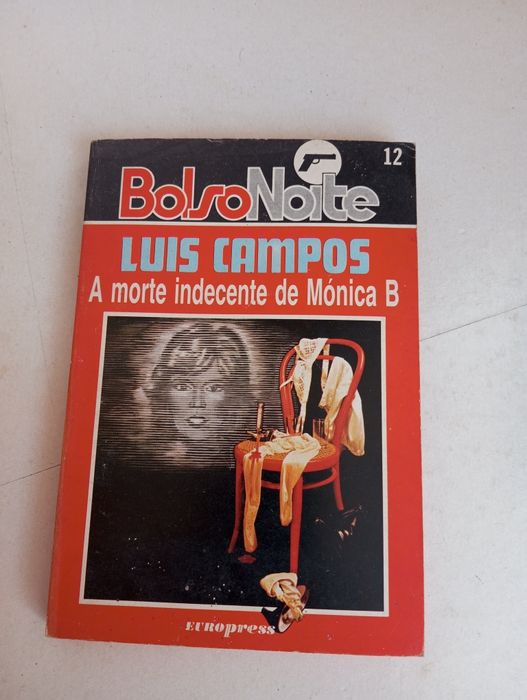 12
BolsoNoite
LUIS CAMPOS
A morte indecente de Mónica B
EUROpress